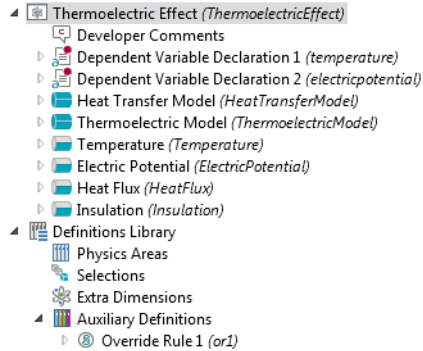 Thermoelectric Effect (ThermoelectricEffect)
Developer Comments
Dependent Variable Declaration 1 (temperature)
Dependent Variable Declaration 2 (electricpotential)
Heat Transfer Model (HeatTransferModel)
Thermoelectric Model (ThermoelectricModel)
Temperature (Temperature)
Electric Potential (ElectricPotential)
Heat Flux (HeatFlux)
Insulation (Insulation)
Definitions Library
Physics Areas
Selections
Extra Dimensions
Auxiliary Definitions
Override Rule 1 (or1)